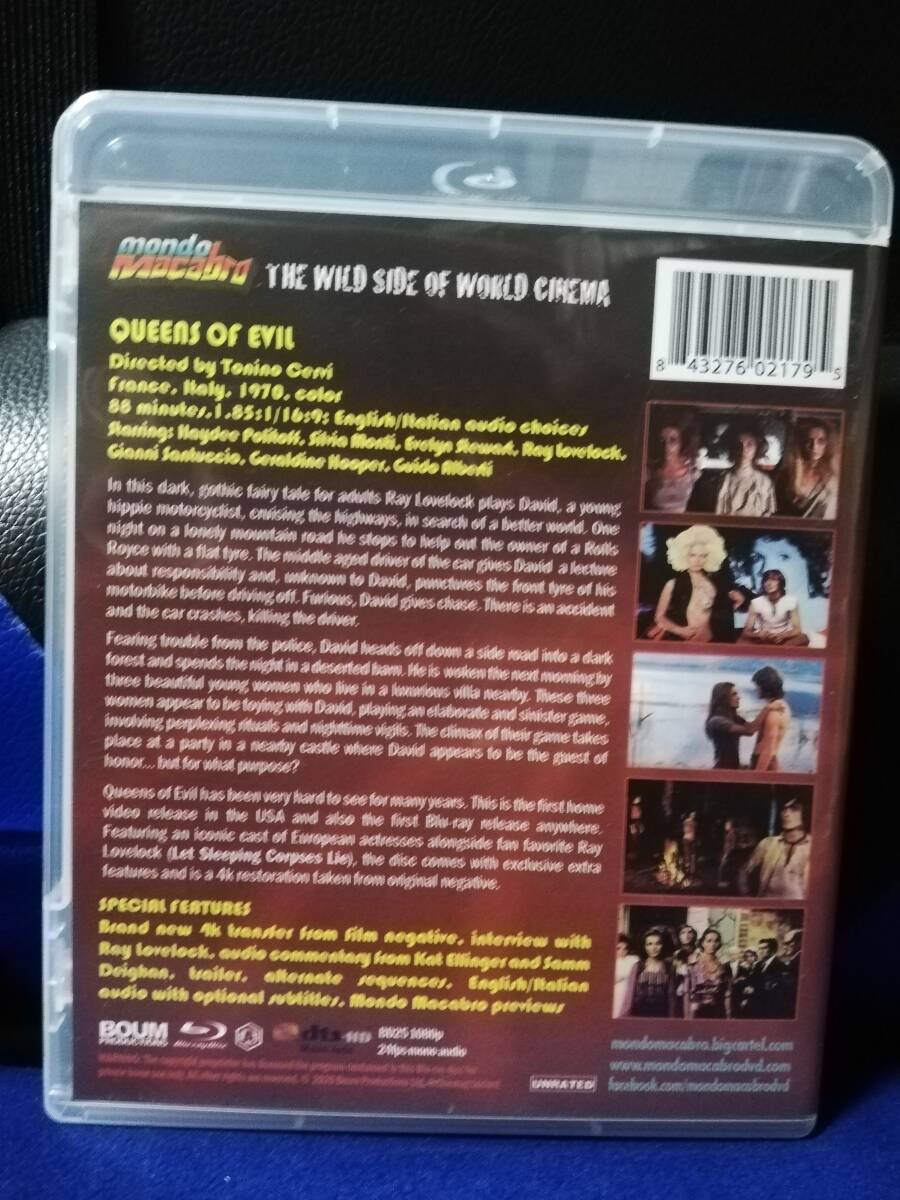 mondo Macabro THE WILD SIDE OF WORLD CINEMA
8 43276 02179 5
QUEENS OF EVIL
Directed by Tonino Cervi
France, Italy, 1970, color
88 minutes, 1.85:1/16:9; English/Italian audio choices
Starring: Haydee Politoff, Silvia Monti, Evelyn Stewart, Ray Lovelock,
Gianni Santuccio, Geraldine Hooper, Guido Alberti
In this dark, gothic fairy tale for adults Ray Lovelock plays David, a young
hippie motorcyclist, cruising the highways, in search of a better world. One
night on a lonely mountain road he stops to help out the owner of a Rolls
Royce with a flat tyre. The middle aged driver of the car gives David a lecture
about responsibility and, unknown to David, punctures the front tyre of his
motorbike before driving off. Furious, David gives chase. There is an accident
and the car crashes, killing the driver.
Fearing trouble from the police, David heads off down a side road into a dark
forest and spends the night in a deserted barn. He is woken the next morning by
three beautiful young women who live in a luxurious villa nearby. These three
women appear to be toying with David, playing an elaborate and sinister game,
involving perplexing rituals and nighttime vigils. The climax of their game takes
place at a party in a nearby castle where David appears to be the guest of
honor... but for what purpose?
Queens of Evil has been very hard to see for many years. This is the first home
video release in the USA and also the first Blu-ray release anywhere.
Featuring an iconic cast of European actresses alongside fan favorite Ray
Lovelock (Let Sleeping Corpses Lie), the disc comes with exclusive extra
features and is a 4k restoration taken from original negative.
SPECIAL FEATURES
Brand new 4k transfer from film negative, interview with
Ray Lovelock, audio commentary from Kat Ellinger and Samm
Deighan, trailer, alternate sequences, English/Italian
audio with optional subtitles, Mondo Macabro previews
BOUM PRODUCTIONS Blu-ray Disc A dts-HD BD25 1080p
24fps mono audio
UNRATED
mondomacabro.bigcartel.com
www.mondomacabrodvd.com
facebook.com/mondomacabrodvd